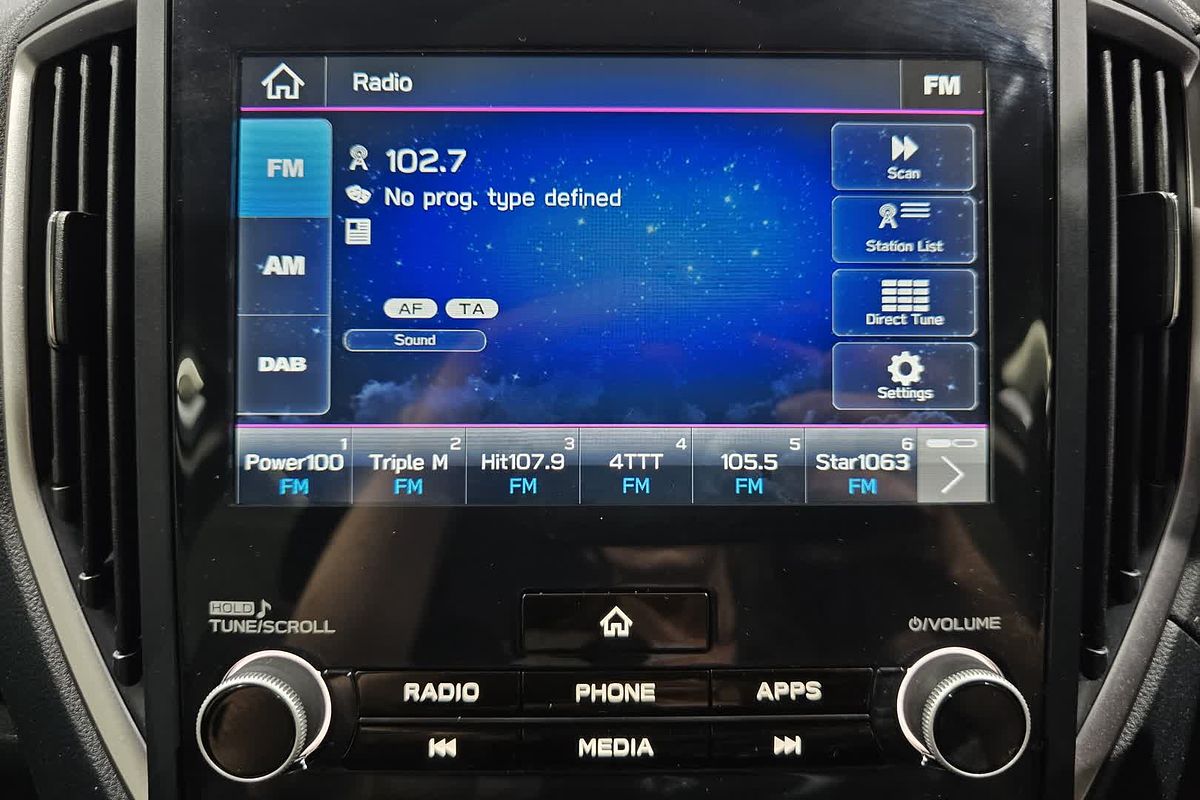 Radio
FM
FM
102.7
No prog. type defined
Scan
AM
Station List
AF TA
Direct Tune
Sound
DAB
Settings
1 2 3 4 5 6
Power100 Triple M Hit107.9 4TTT 105.5 Star1063
FM FM FM FM FM FM
HOLD
TUNE/SCROLL
/VOLUME
RADIO PHONE APPS
MEDIA